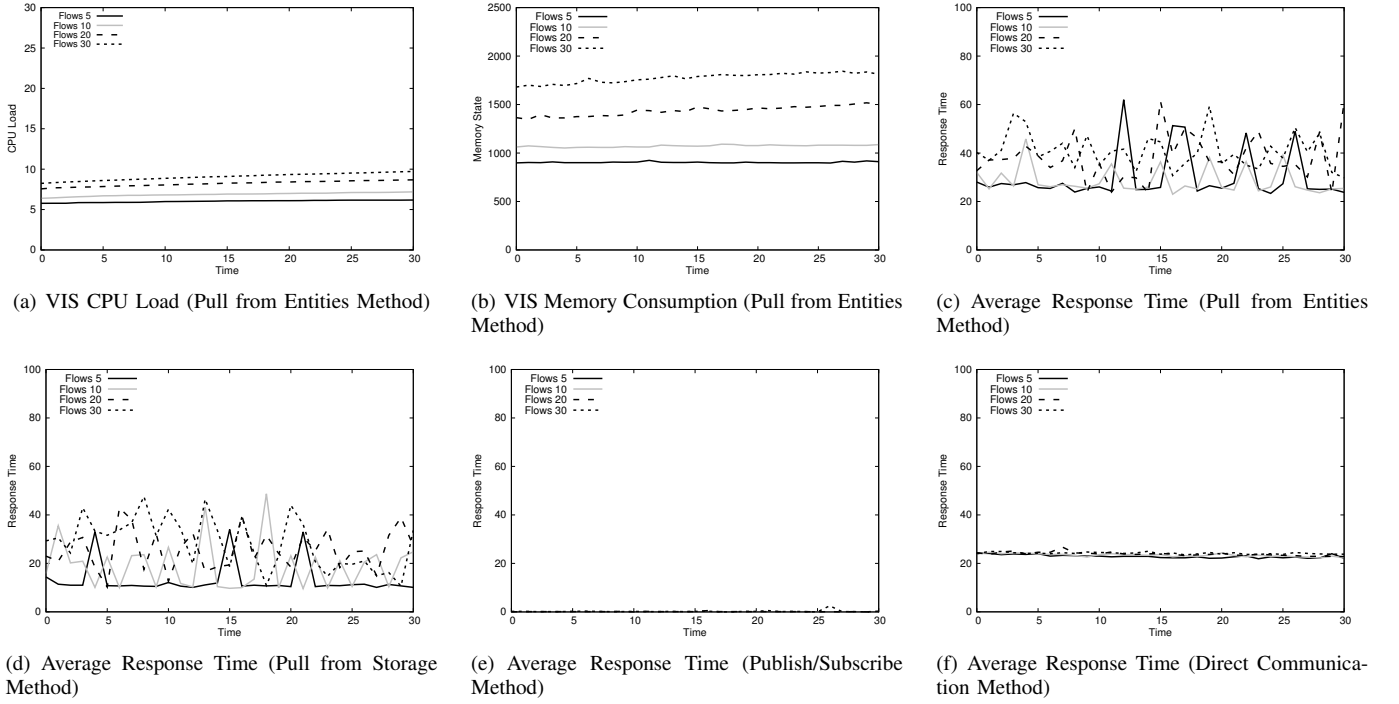 30
25
20
15
10
5
0
CPU Load
Flows 5
Flows 10
Flows 20
Flows 30
0 5 10 15 20 25 30
Time
(a) VIS CPU Load (Pull from Entities Method)
2500
2000
1500
1000
500
0
Memory State
Flows 5
Flows 10
Flows 20
Flows 30
0 5 10 15 20 25 30
Time
(b) VIS Memory Consumption (Pull from Entities
Method)
100
80
60
40
20
0
Response Time
Flows 5
Flows 10
Flows 20
Flows 30
0 5 10 15 20 25 30
Time
(c) Average Response Time (Pull from Entities
Method)
100
80
60
40
20
0
Response Time
Flows 5
Flows 10
Flows 20
Flows 30
0 5 10 15 20 25 30
Time
(d) Average Response Time (Pull from Storage
Method)
100
80
60
40
20
0
Response Time
Flows 5
Flows 10
Flows 20
Flows 30
0 5 10 15 20 25 30
Time
(e) Average Response Time (Publish/Subscribe
Method)
100
80
60
40
20
0
Response Time
Flows 5
Flows 10
Flows 20
Flows 30
0 5 10 15 20 25 30
Time
(f) Average Response Time (Direct Communica-
tion Method)